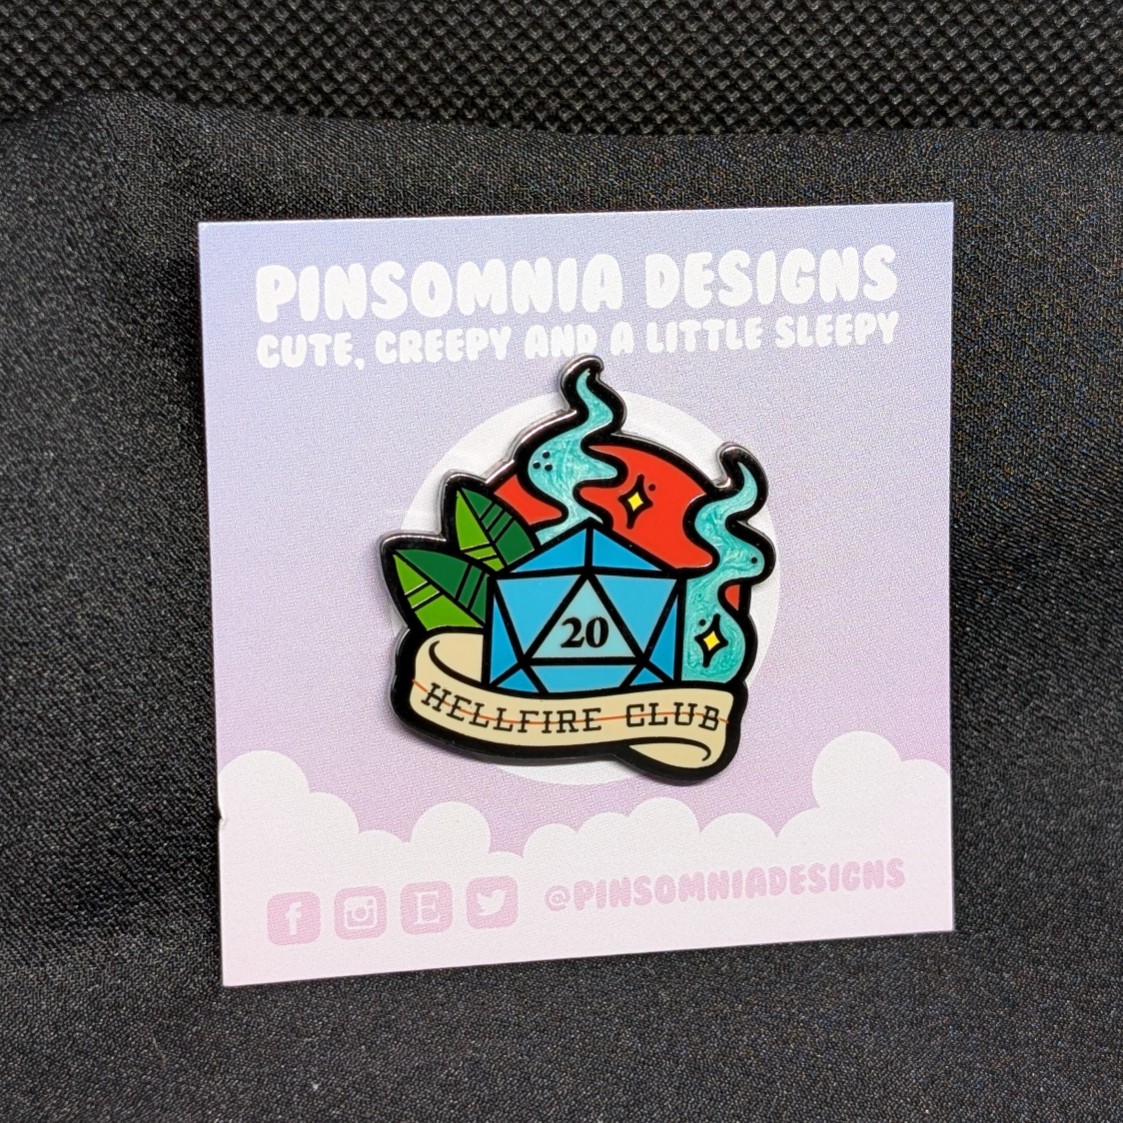 PINSOMNIA DESIGNS
CUTE, CREEPY AND A LITTLE SLEEPY
20
HELLFIRE CLUB
f E @PINSOMNIADESIGNS